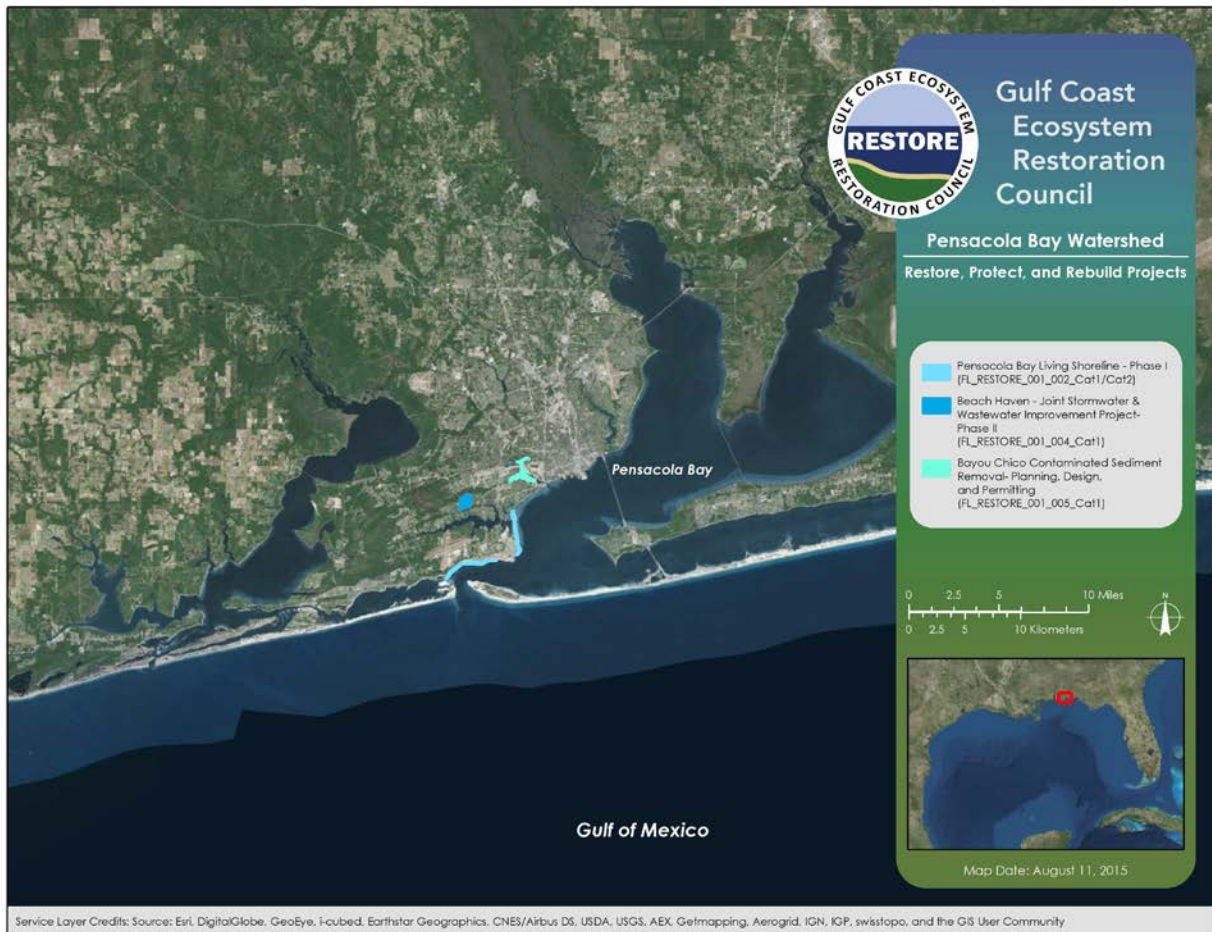 GULF COAST ECOSYSTEM
RESTORE
RESTORATION COUNCIL
Gulf Coast
Ecosystem
Restoration
Council
Pensacola Bay Watershed
Restore, Protect, and Rebuild Projects
Pensacola Bay Living Shoreline - Phase I
(FL_RESTORE_001_002_Cat1/Cat2)
Beach Haven - Joint Stormwater &
Wastewater Improvement Project-
Phase II
(FL_RESTORE_001_004_Cat1)
Bayou Chico Contaminated Sediment
Removal- Planning, Design,
and Permitting
(FL_RESTORE_001_005_Cat1)
Pensacola Bay
0 2.5 5 10 Miles
0 2.5 5 10 Kilometers
N
Gulf of Mexico
Map Date: August 11, 2015
Service Layer Credits: Source: Esri, DigitalGlobe, GeoEye, i-cubed, Earthstar Geographics, CNES/Airbus DS, USDA, USGS, AEX, Getmapping, Aerogrid, IGN, IGP, swisstopo, and the GIS User Community